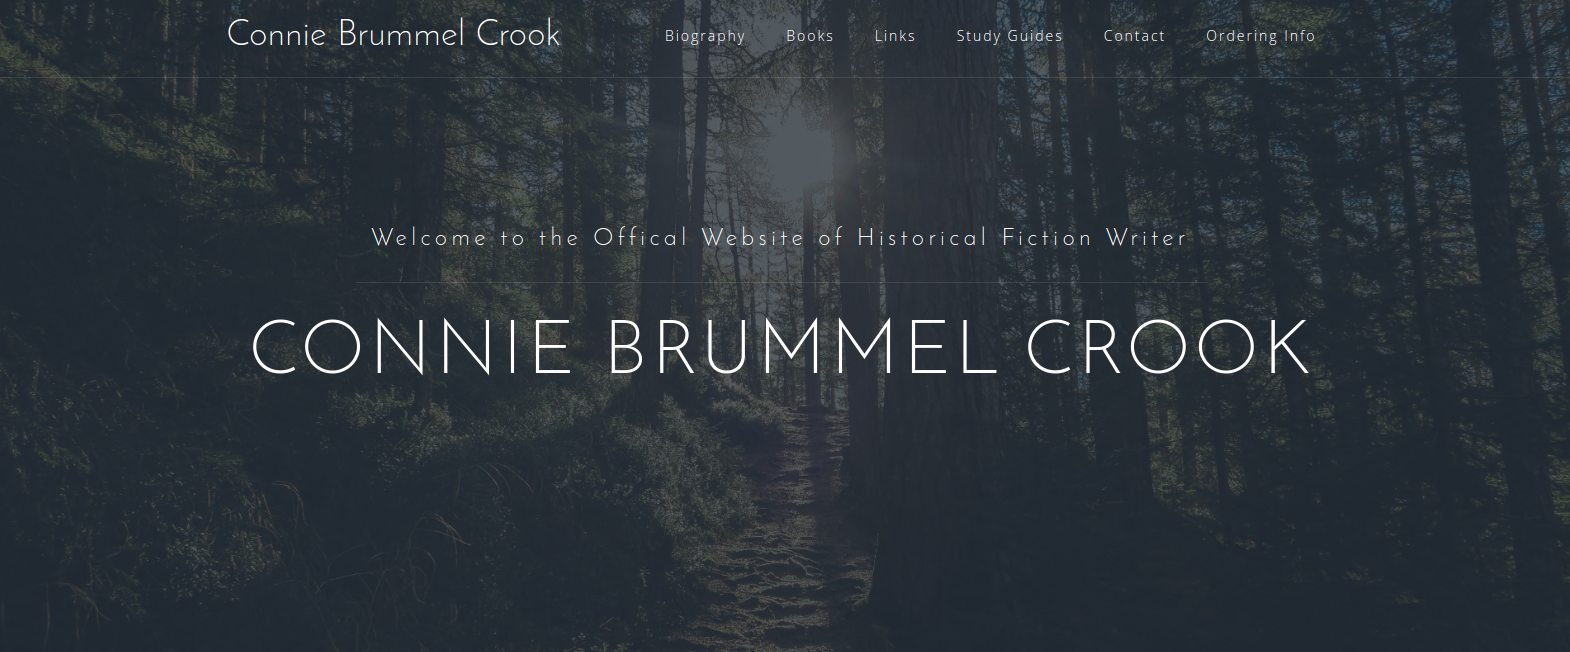 Connie Brummel Crook
Biography Books Links Study Guides Contact Ordering Info
Welcome to the Offical Website of Historical Fiction Writer
CONNIE BRUMMEL CROOK